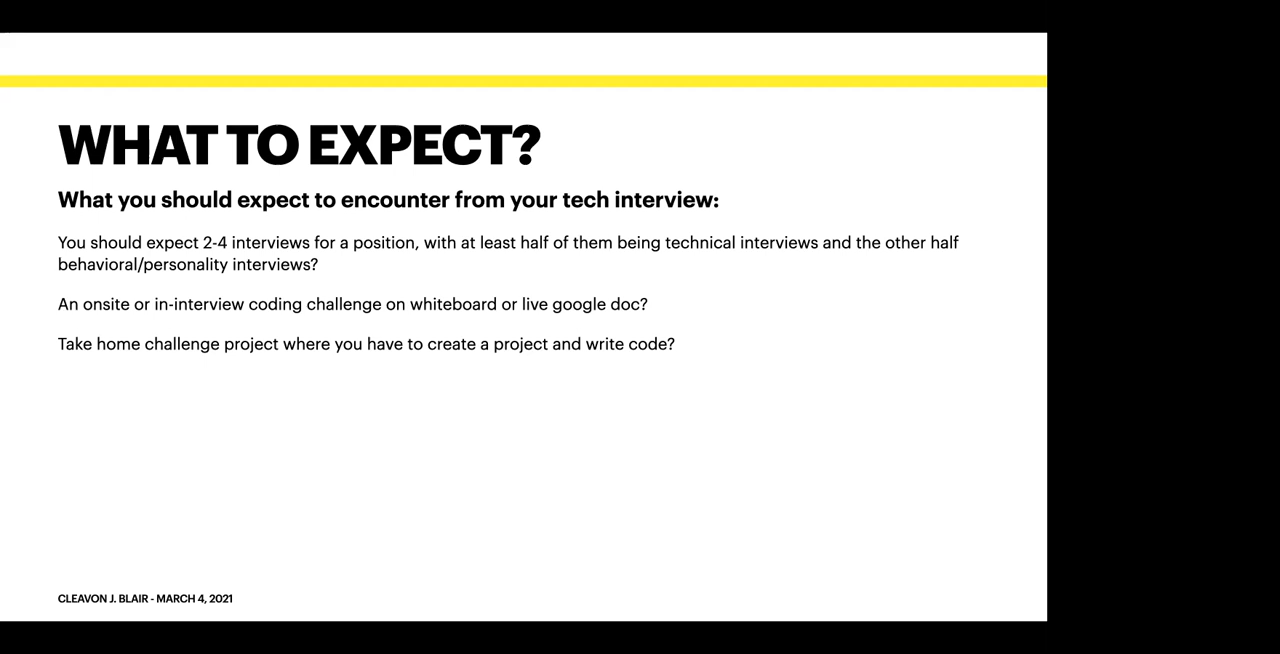 WHAT TO EXPECT?
What you should expect to encounter from your tech interview:
You should expect 2-4 interviews for a position, with at least half of them being technical interviews and the other half
behavioral/personality interviews?
An onsite or in-interview coding challenge on whiteboard or live google doc?
Take home challenge project where you have to create a project and write code?
CLEAVON J. BLAIR - MARCH 4, 2021